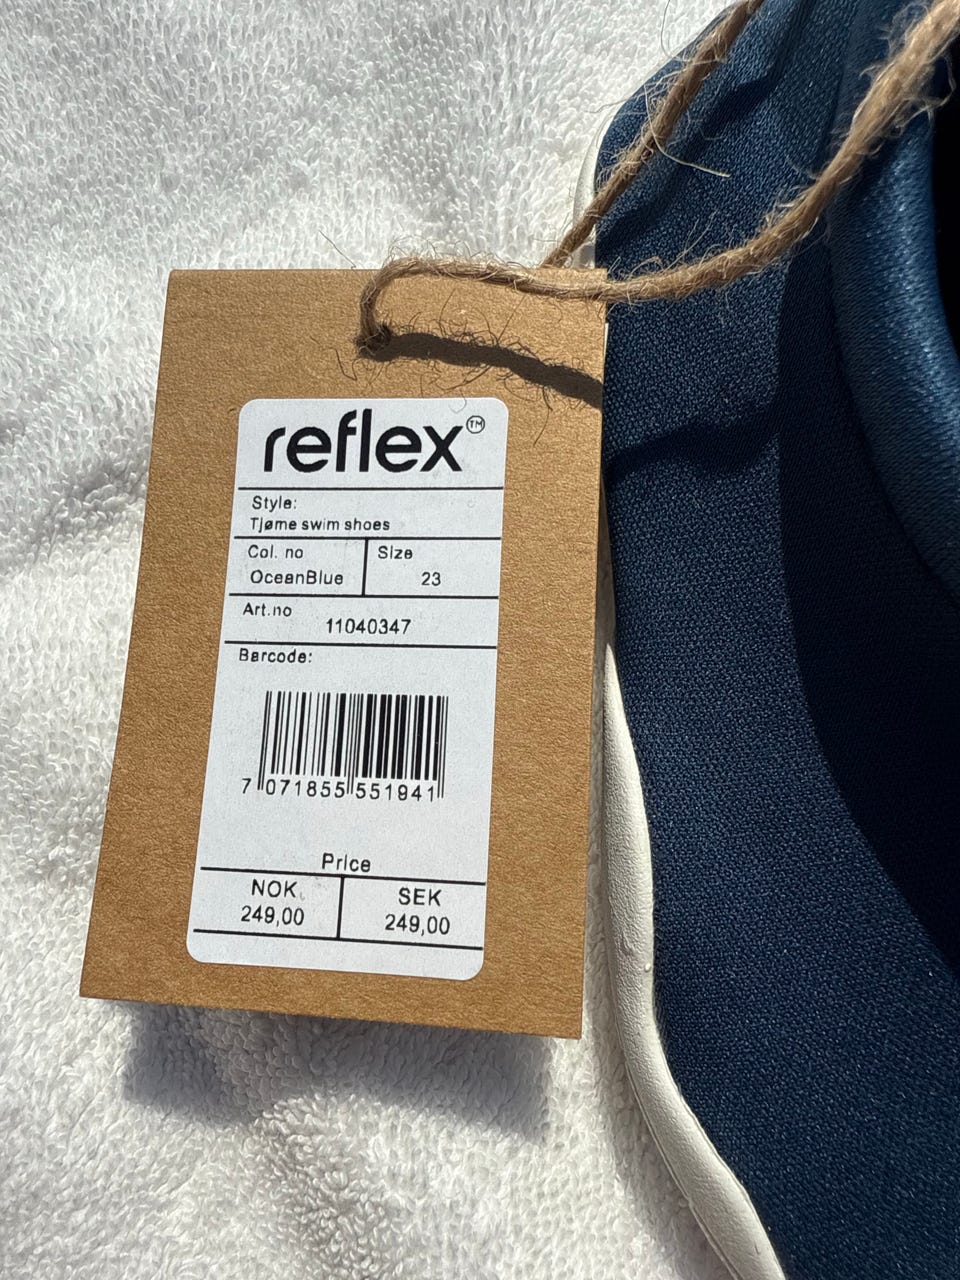 reflex™
Style:
Tjøme swim shoes
Col. no
OceanBlue
Size
23
Art.no
11040347
Barcode:
7 071855 551941
Price
NOK
249,00
SEK
249,00